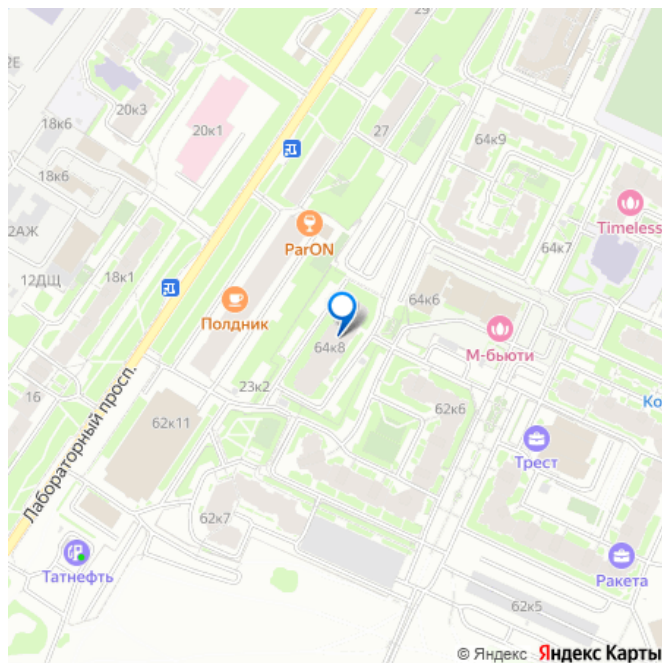 29
2Е
20к3
20к1
18к6
27
64к9
18к6
Timeless
2АЖ
ParON
64к7
12ДЩ
18к1
64к6
Полдник
64к8
М-бьюти
23к2
16
Ко
62к11
62к6
Трест
Лабораторный просп.
62к7
Татнефть
Ракета
62к5
© Яндекс Яндекс Карты